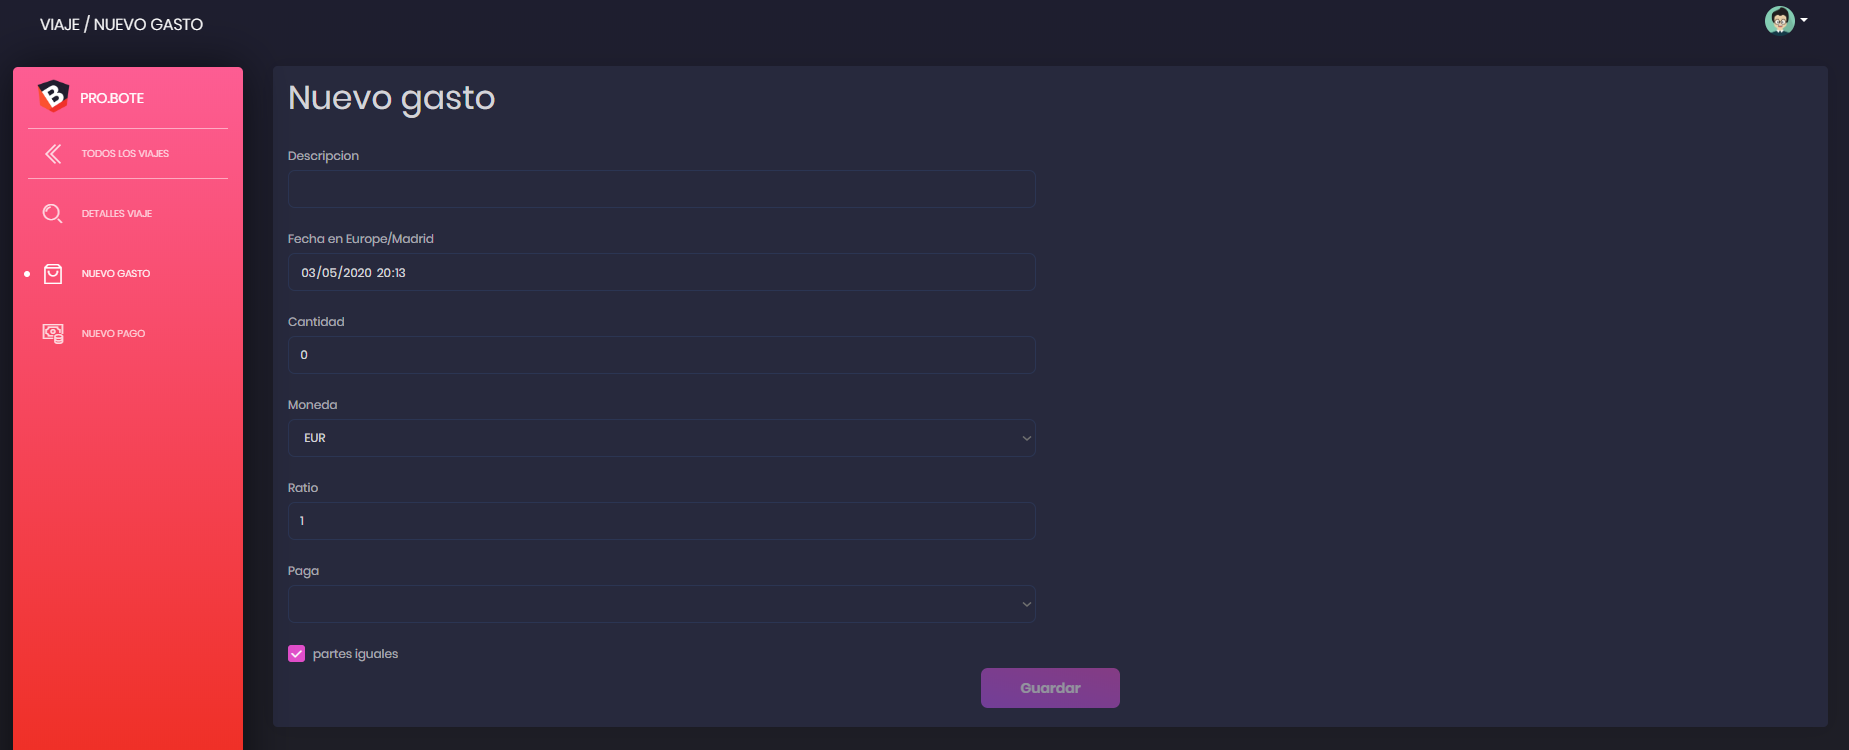 VIAJE / NUEVO GASTO
B PRO.BOTE
TODOS LOS VIAJES
DETALLES VIAJE
NUEVO GASTO
NUEVO PAGO
Nuevo gasto
Descripcion
Fecha en Europe/Madrid
03/05/2020 20:13
Cantidad
0
Moneda
EUR
Ratio
1
Paga
partes iguales
Guardar